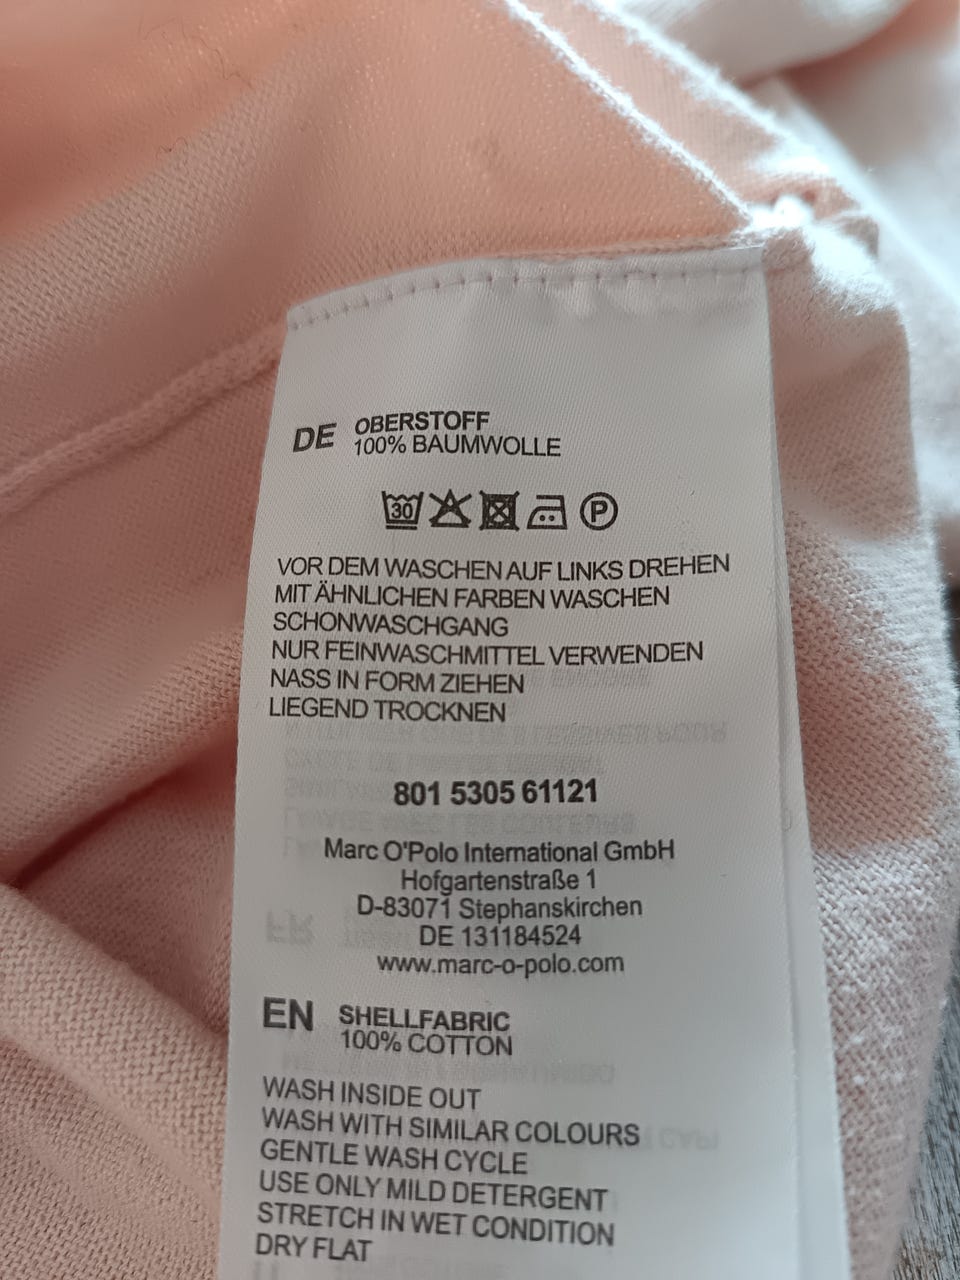 DE OBERSTOFF
100% BAUMWOLLE
30 P
VOR DEM WASCHEN AUF LINKS DREHEN
MIT ÄHNLICHEN FARBEN WASCHEN
SCHONWASCHGANG
NUR FEINWASCHMITTEL VERWENDEN
NASS IN FORM ZIEHEN
LIEGEND TROCKNEN
801 5305 61121
Marc O'Polo International GmbH
Hofgartenstraße 1
D-83071 Stephanskirchen
DE 131184524
www.marc-o-polo.com
EN SHELLFABRIC
100% COTTON
WASH INSIDE OUT
WASH WITH SIMILAR COLOURS
GENTLE WASH CYCLE
USE ONLY MILD DETERGENT
STRETCH IN WET CONDITION
DRY FLAT